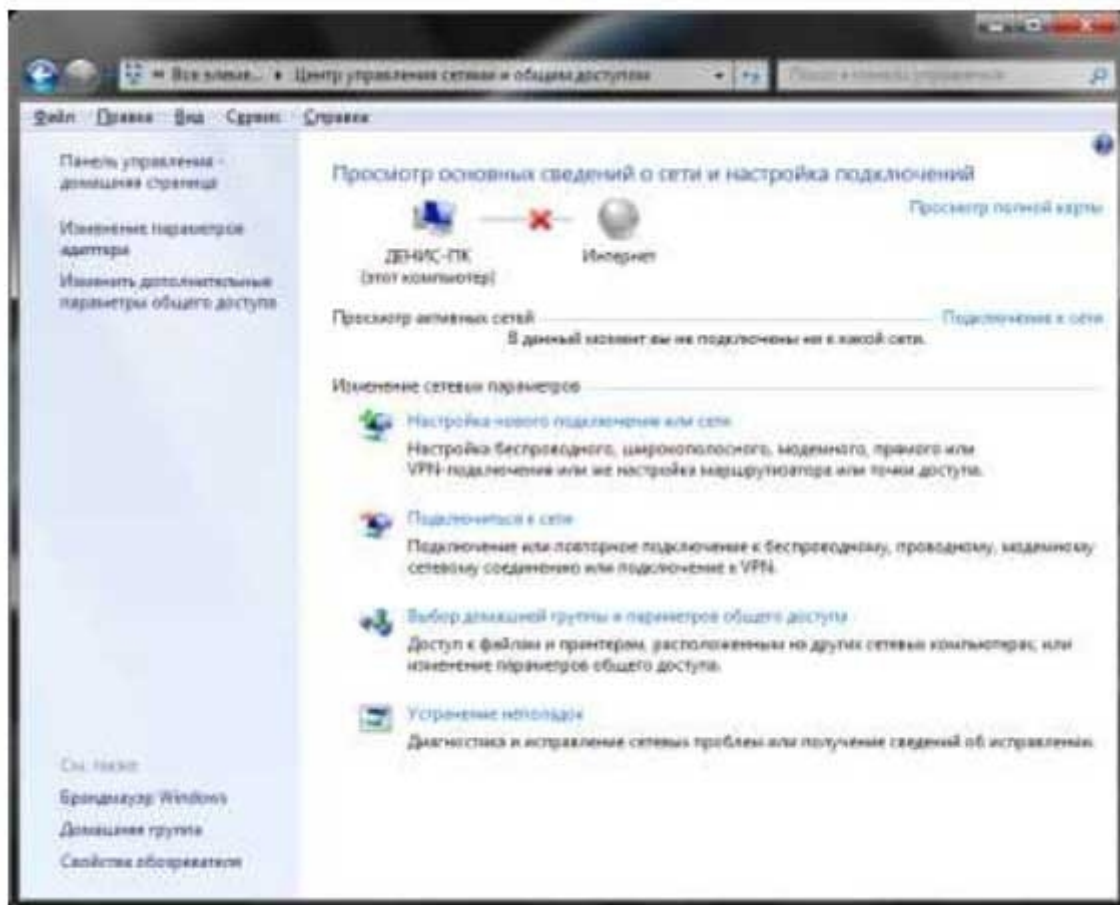 Все элеме... ▸ Центр управления сетями и общим доступом
Поиск в панели управления
Файл Правка Вид Сервис Справка
Панель управления -
домашняя страница
Изменение параметров
адаптера
Изменить дополнительные
параметры общего доступа
Просмотр основных сведений о сети и настройка подключений
Просмотр полной карты
ДЕНИС-ПК
(этот компьютер)
Интернет
Просмотр активных сетей
Подключение к сети
В данный момент вы не подключены ни к какой сети.
Изменение сетевых параметров
Настройка нового подключения или сети
Настройка беспроводного, широкополосного, модемного, прямого или
VPN-подключения или же настройка маршрутизатора или точки доступа.
Подключиться к сети
Подключение или повторное подключение к беспроводному, проводному, модемному
сетевому соединению или подключение к VPN.
Выбор домашней группы и параметров общего доступа
Доступ к файлам и принтерам, расположенным на других сетевых компьютерах, или
изменение параметров общего доступа.
Устранение неполадок
Диагностика и исправление сетевых проблем или получение сведений об исправлении.
См. также
Брандмауэр Windows
Домашняя группа
Свойства обозревателя